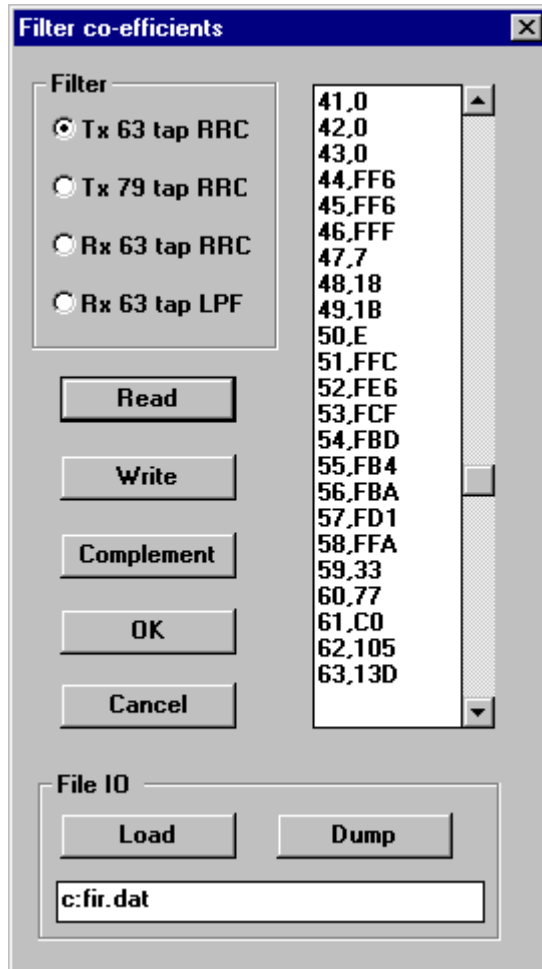 Filter co-efficients
Filter
Tx 63 tap RRC
Tx 79 tap RRC
Rx 63 tap RRC
Rx 63 tap LPF
Read
Write
Complement
OK
Cancel
41,0
42,0
43,0
44,FF6
45,FF6
46,FFF
47,7
48,18
49,1B
50,E
51,FFC
52,FE6
53,FCF
54,FBD
55,FB4
56,FBA
57,FD1
58,FFA
59,33
60,77
61,C0
62,105
63,13D
File IO
Load
Dump
c:fir.dat